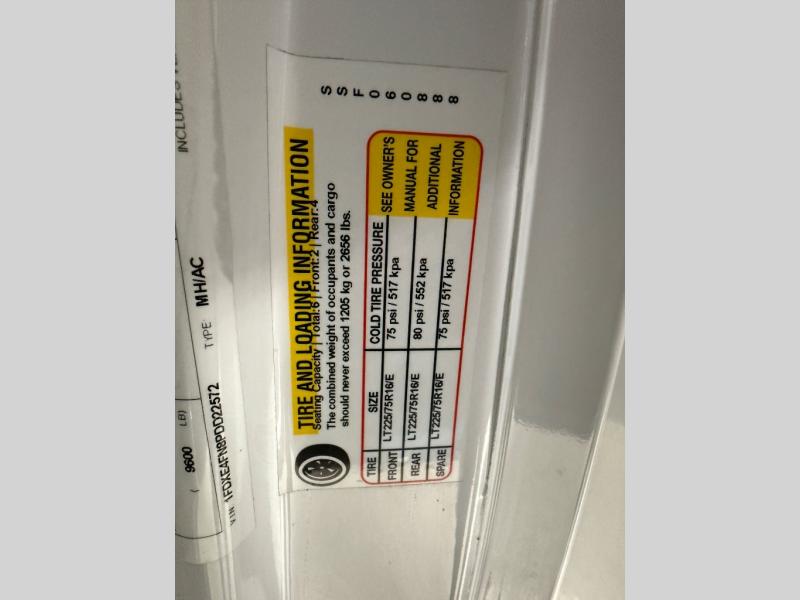 INCLUDES
( 9600 LB)
VIN: 1FDXE4FN8PDD22572 TYPE: MH/AC
TIRE AND LOADING INFORMATION
Seating Capacity | Total:6 | Front:2 | Rear:4
The combined weight of occupants and cargo
should never exceed 1205 kg or 2656 lbs.
TIRE SIZE COLD TIRE PRESSURE SEE OWNER'S
FRONT LT225/75R16/E 75 psi / 517 kpa MANUAL FOR
REAR LT225/75R16/E 80 psi / 552 kpa ADDITIONAL
SPARE LT225/75R16/E 75 psi / 517 kpa INFORMATION
SSF060888